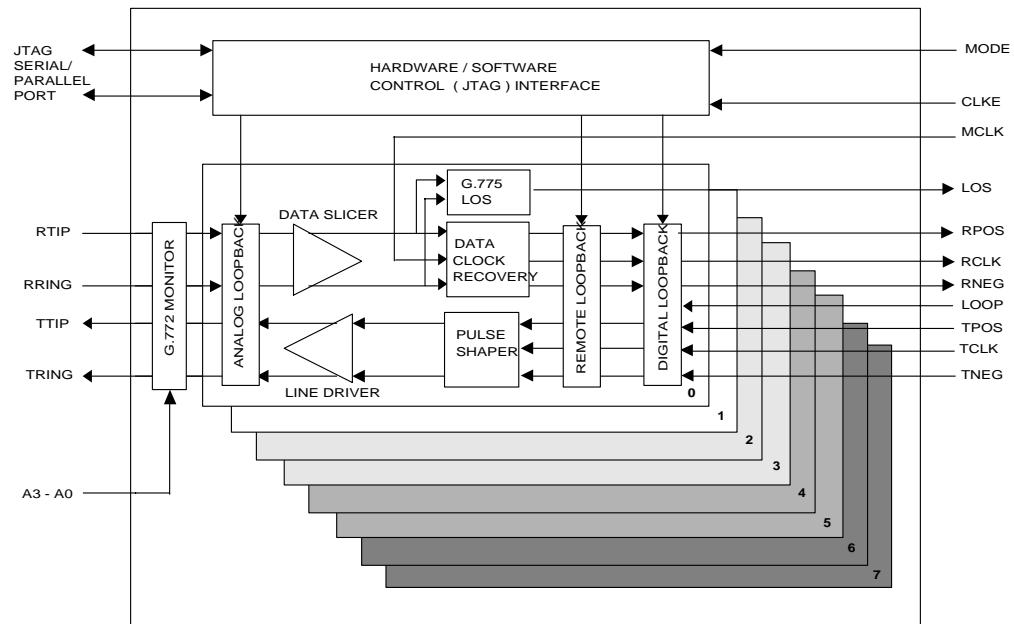 JTAG
SERIAL/
PARALLEL
PORT
HARDWARE / SOFTWARE
CONTROL ( JTAG ) INTERFACE
MODE
CLKE
MCLK
G.775
LOS
LOS
DATA SLICER
RTIP
RRING
TTIP
TRING
G.772 MONITOR
ANALOG LOOPBACK
DATA
CLOCK
RECOVERY
REMOTE LOOPBACK
DIGITAL LOOPBACK
RPOS
RCLK
RNEG
LOOP
TPOS
TCLK
TNEG
PULSE
SHAPER
LINE DRIVER
0
1
2
3
4
5
6
7
A3 - A0